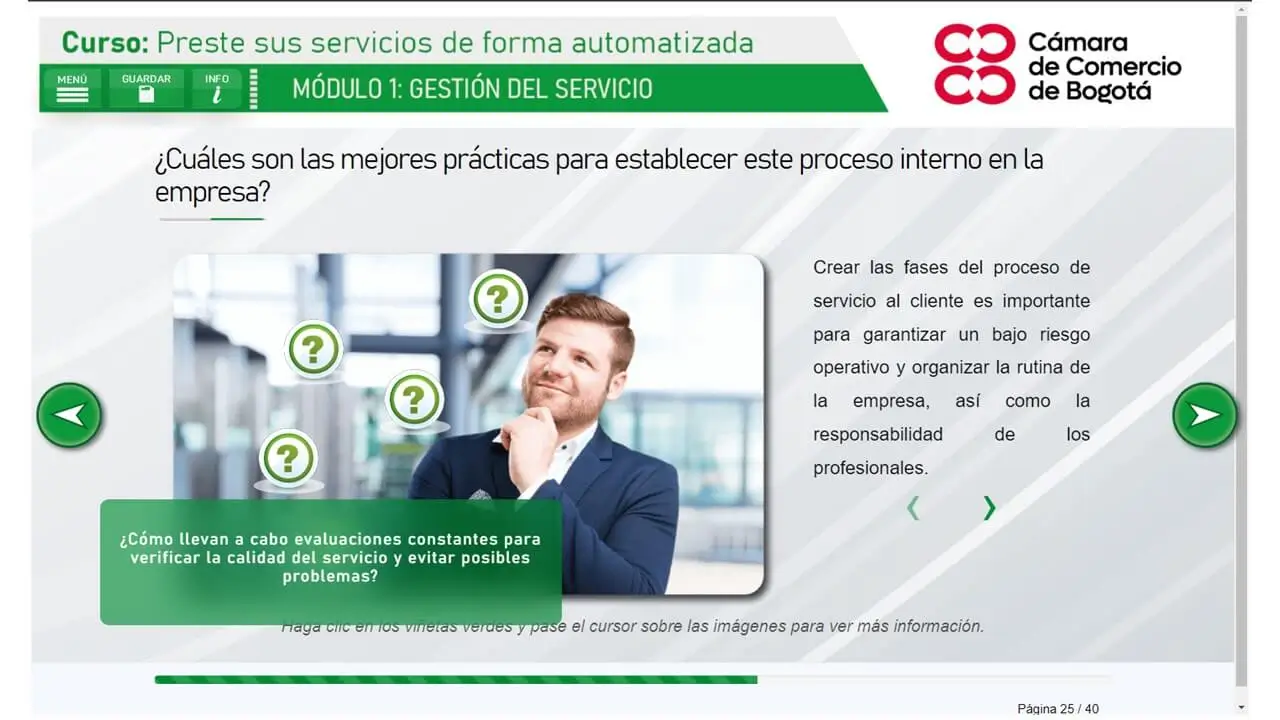 Curso: Preste sus servicios de forma automatizada
MENÚ
GUARDAR
INFO
MÓDULO 1: GESTIÓN DEL SERVICIO
Cámara
de Comercio
de Bogotá
¿Cuáles son las mejores prácticas para establecer este proceso interno en la
empresa?
?
?
?
?
Crear las fases del proceso de
servicio al cliente es importante
para garantizar un bajo riesgo
operativo y organizar la rutina de
la empresa, así como la
responsabilidad de los
profesionales.
¿Cómo llevan a cabo evaluaciones constantes para
verificar la calidad del servicio y evitar posibles
problemas?
Haga clic en los viñetas verdes y pase el cursor sobre las imágenes para ver más información.
Página 25 / 40